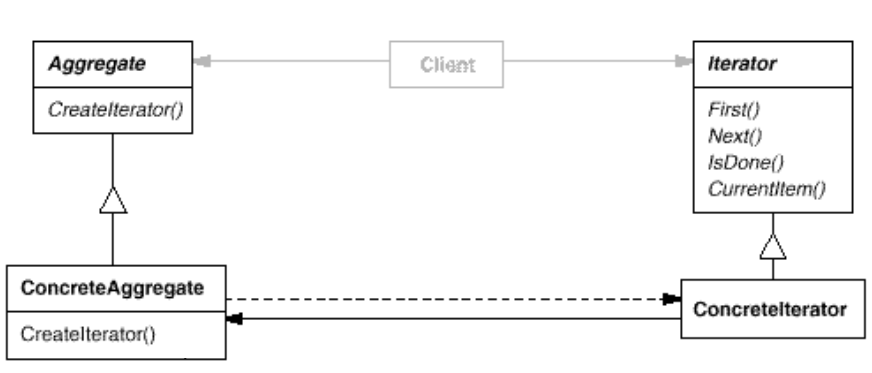 Aggregate
CreateIterator()
Client
Iterator
First()
Next()
IsDone()
CurrentItem()
ConcreteAggregate
CreateIterator()
ConcreteIterator